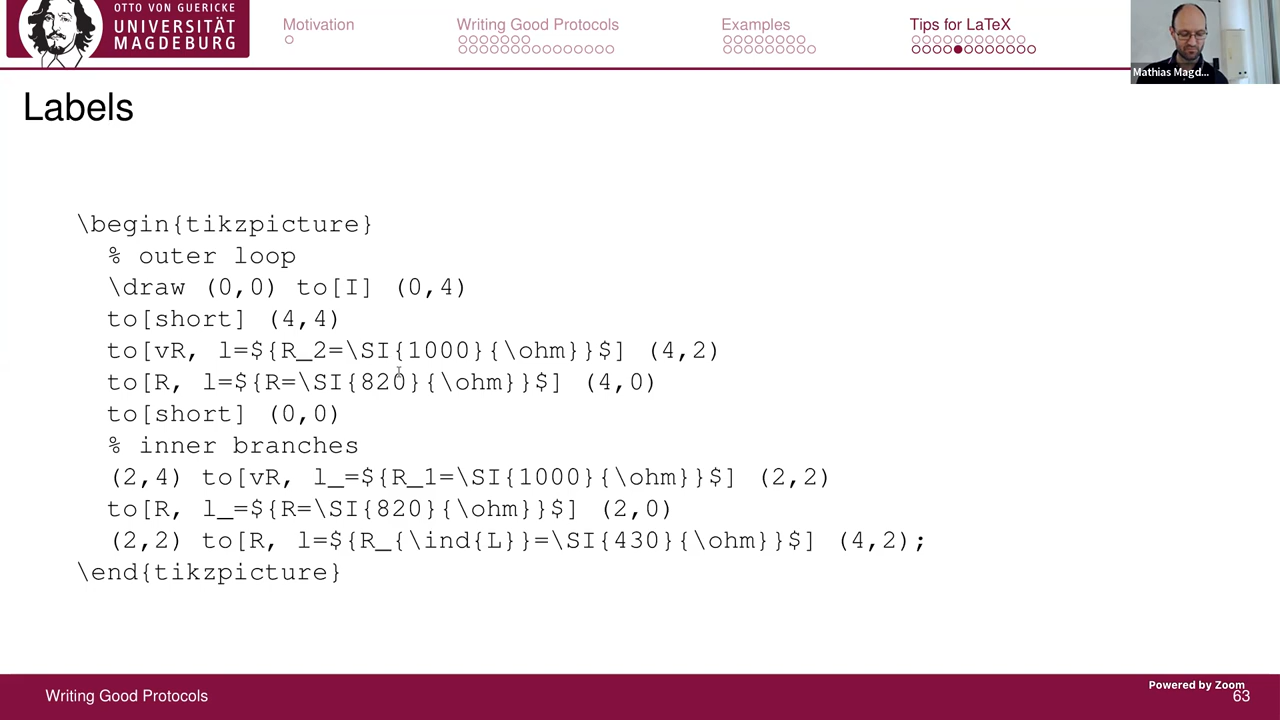 OTTO VON GUERICKE
UNIVERSITÄT
MAGDEBURG
Motivation
Writing Good Protocols
Examples
Tips for LaTeX
Mathias Magd...
Labels
\begin{tikzpicture}
% outer loop
\draw (0,0) to[I] (0,4)
to[short] (4,4)
to[vR, l=${R_2=\SI{1000}{\ohm}}$] (4,2)
to[R, l=${R=\SI{820}{\ohm}}$] (4,0)
to[short] (0,0)
% inner branches
(2,4) to[vR, l_=${R_1=\SI{1000}{\ohm}}$] (2,2)
to[R, l_=${R=\SI{820}{\ohm}}$] (2,0)
(2,2) to[R, l=${R_{\ind{L}}=\SI{430}{\ohm}}$] (4,2);
\end{tikzpicture}
Writing Good Protocols
Powered by Zoom
63